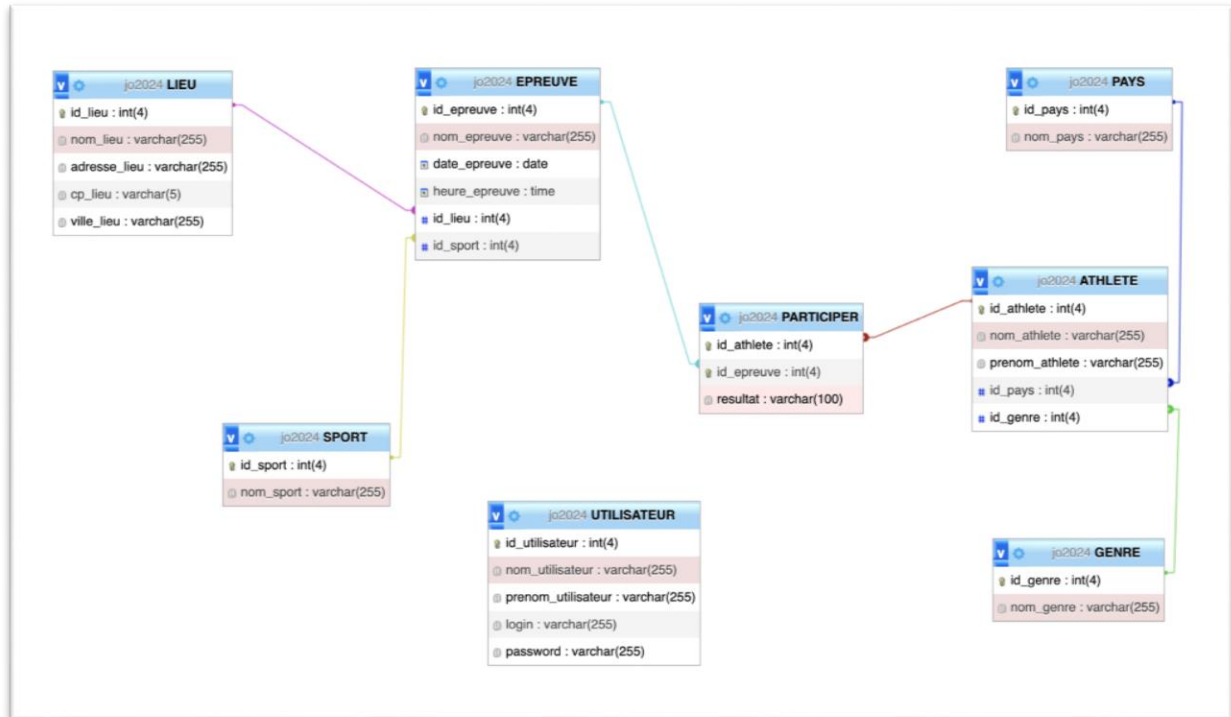 v jo2024 LIEU
id_lieu : int(4)
nom_lieu : varchar(255)
adresse_lieu : varchar(255)
cp_lieu : varchar(5)
ville_lieu : varchar(255)
v jo2024 EPREUVE
id_epreuve : int(4)
nom_epreuve : varchar(255)
date_epreuve : date
heure_epreuve : time
# id_lieu : int(4)
# id_sport : int(4)
v jo2024 PAYS
id_pays : int(4)
nom_pays : varchar(255)
v jo2024 ATHLETE
id_athlete : int(4)
nom_athlete : varchar(255)
prenom_athlete : varchar(255)
# id_pays : int(4)
# id_genre : int(4)
v jo2024 PARTICIPER
id_athlete : int(4)
id_epreuve : int(4)
resultat : varchar(100)
v jo2024 SPORT
id_sport : int(4)
nom_sport : varchar(255)
v jo2024 UTILISATEUR
id_utilisateur : int(4)
nom_utilisateur : varchar(255)
prenom_utilisateur : varchar(255)
login : varchar(255)
password : varchar(255)
v jo2024 GENRE
id_genre : int(4)
nom_genre : varchar(255)